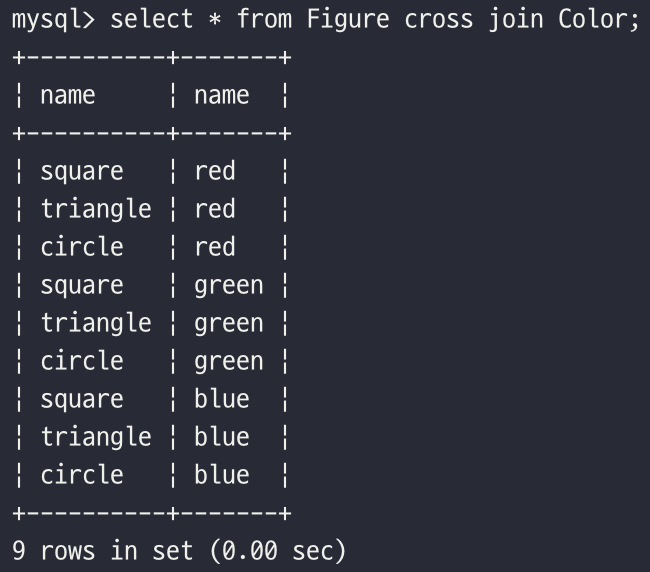 mysql> select * from Figure cross join Color;
+----------+-------+
| name     | name  |
+----------+-------+
| square   | red   |
| triangle | red   |
| circle   | red   |
| square   | green |
| triangle | green |
| circle   | green |
| square   | blue  |
| triangle | blue  |
| circle   | blue  |
+----------+-------+
9 rows in set (0.00 sec)